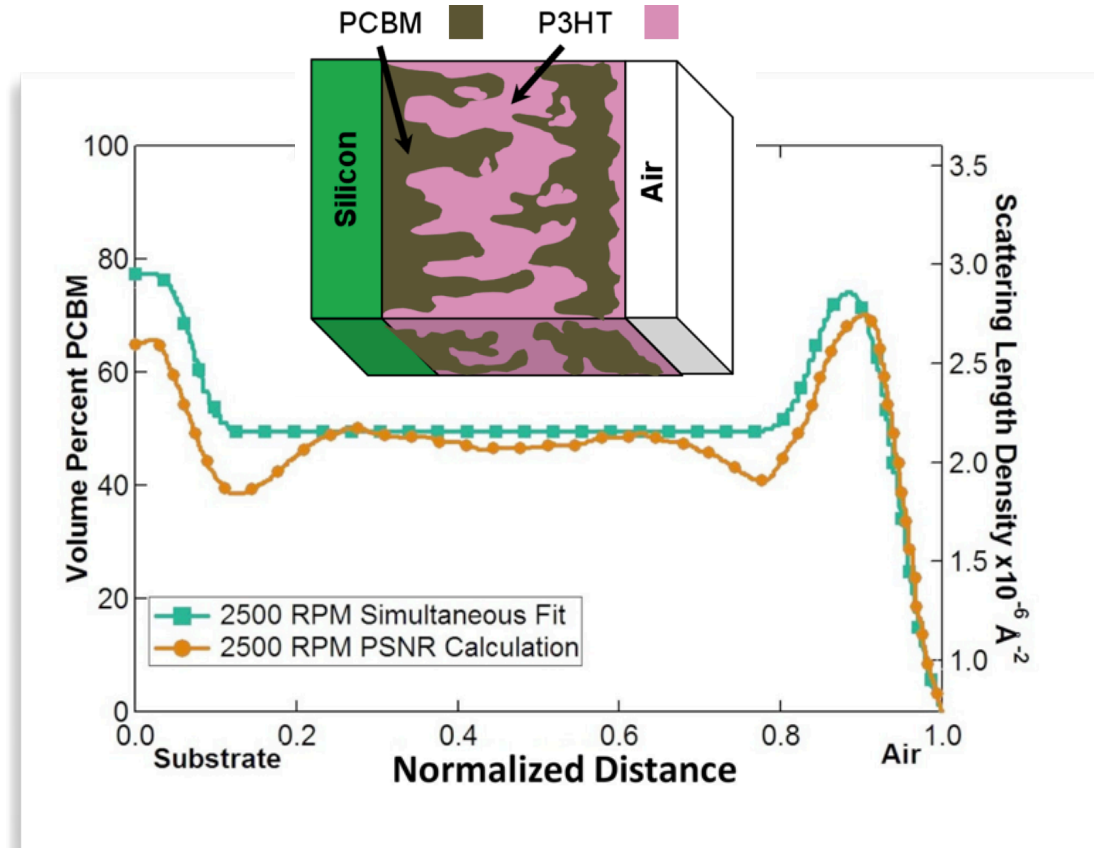 PCBM P3HT
Silicon
Air
Volume Percent PCBM
100
80
60
40
20
0
3.5
3.0
2.5
2.0
1.5
1.0
Scattering Length Density x10⁻⁶ Å⁻²
2500 RPM Simultaneous Fit
2500 RPM PSNR Calculation
0.0 0.2 0.4 0.6 0.8 1.0
Substrate Air
Normalized Distance